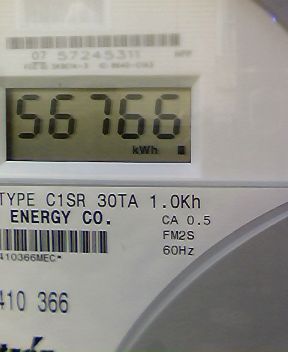 07 57245311
56766
kWh
TYPE C1SR 30TA 1.0Kh
ENERGY CO. CA 0.5
FM2S
60Hz
410366MEC*
410 366